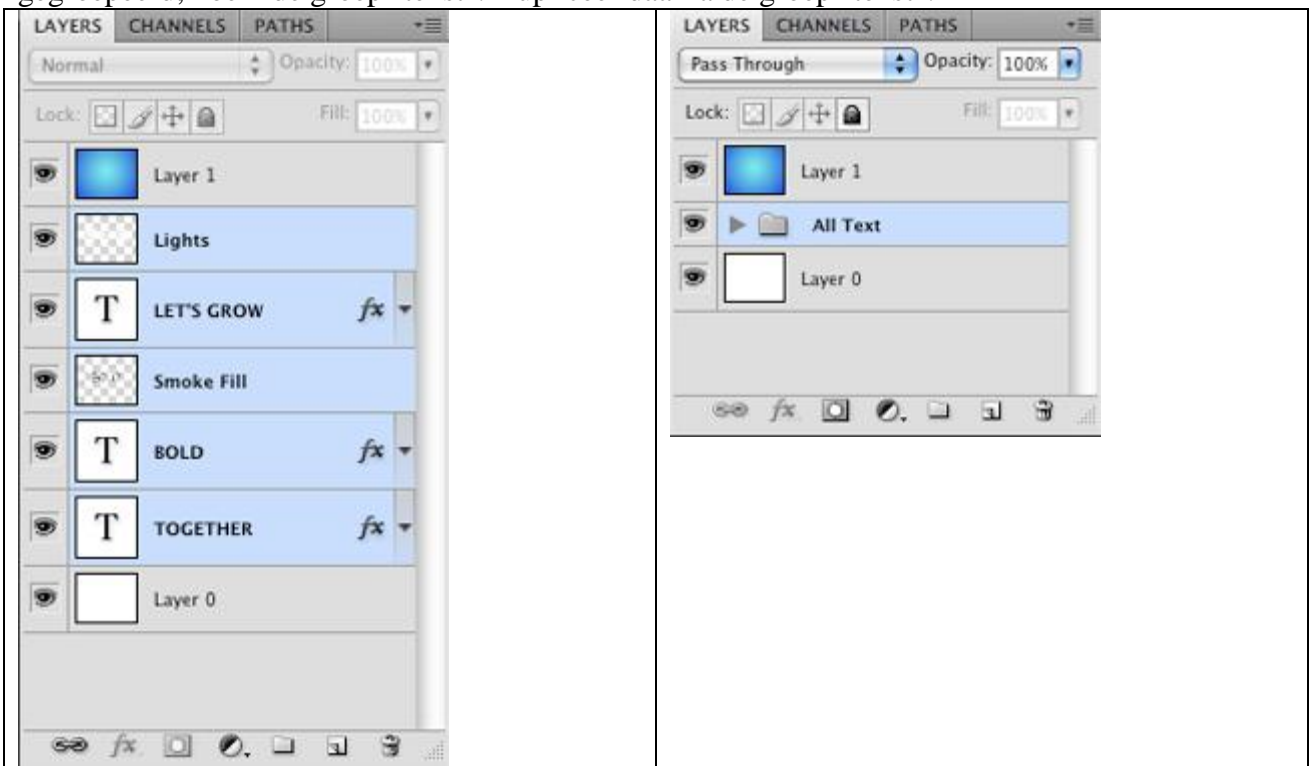 LAYERS CHANNELS PATHS
Normal Opacity: 100%
Lock: Fill: 100%
Layer 1
Lights
T LET'S GROW fx
Smoke Fill
T BOLD fx
T TOGETHER fx
Layer 0
fx
LAYERS CHANNELS PATHS
Pass Through Opacity: 100%
Lock: Fill: 100%
Layer 1
All Text
Layer 0
fx